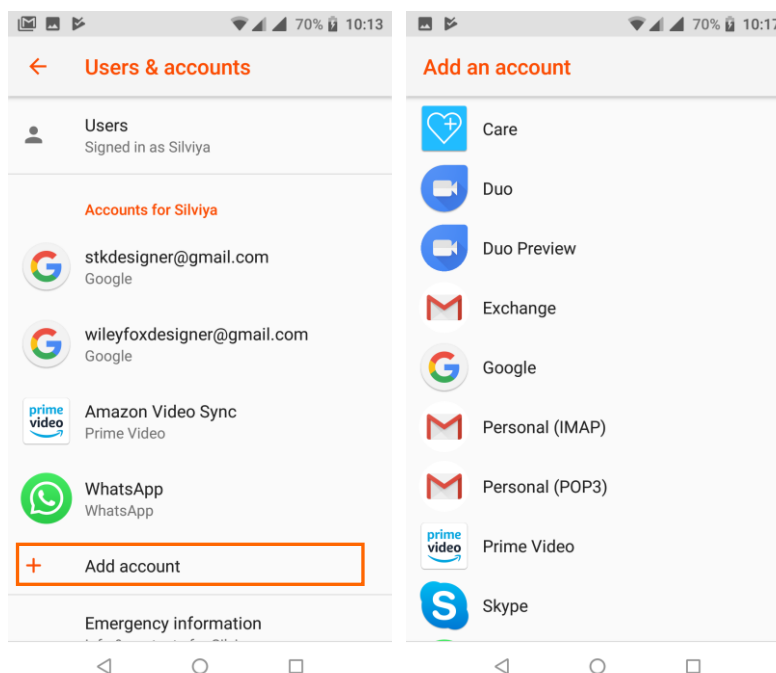 70% 10:13
Users & accounts
Users
Signed in as Silviya
Accounts for Silviya
stkdesigner@gmail.com
Google
wileyfoxdesigner@gmail.com
Google
prime video
Amazon Video Sync
Prime Video
WhatsApp
WhatsApp
Add account
Emergency information
70% 10:17
Add an account
Care
Duo
Duo Preview
Exchange
Google
Personal (IMAP)
Personal (POP3)
prime video
Prime Video
Skype